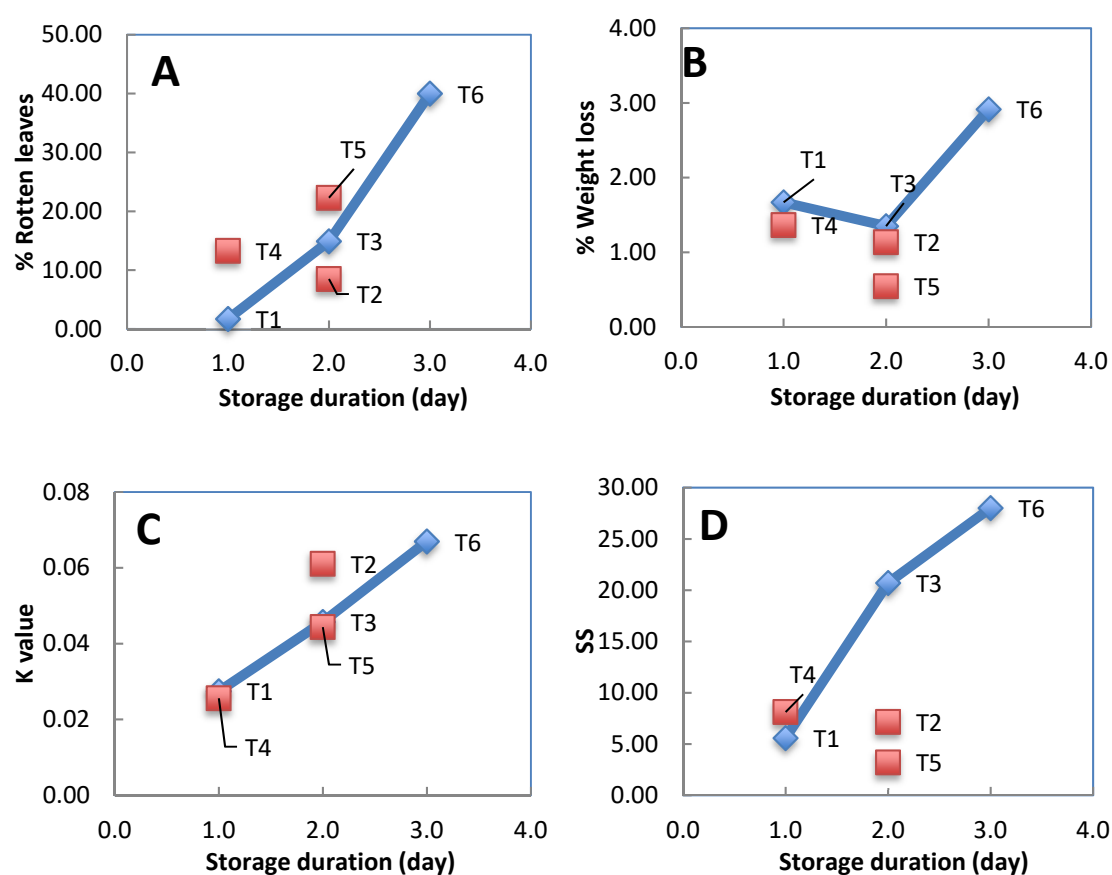 A
% Rotten leaves
50.00
40.00
30.00
20.00
10.00
0.00
T6
T5
T4
T3
T2
T1
0.0 1.0 2.0 3.0 4.0
Storage duration (day)
B
% Weight loss
4.00
3.00
2.00
1.00
0.00
T6
T1
T3
T4
T2
T5
0.0 1.0 2.0 3.0 4.0
Storage duration (day)
C
K value
0.08
0.06
0.04
0.02
0.00
T6
T2
T3
T5
T1
T4
0.0 1.0 2.0 3.0 4.0
Storage duration (day)
D
SS
30.00
25.00
20.00
15.00
10.00
5.00
0.00
T6
T3
T4
T2
T1
T5
0.0 1.0 2.0 3.0 4.0
Storage duration (day)